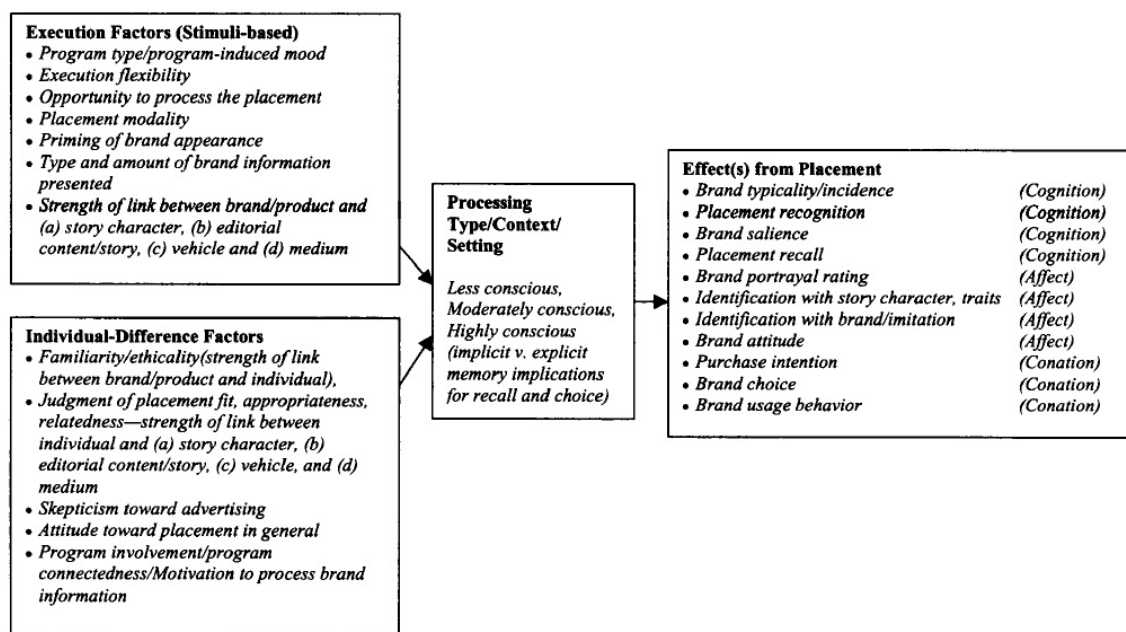 Execution Factors (Stimuli-based)
• Program type/program-induced mood
• Execution flexibility
• Opportunity to process the placement
• Placement modality
• Priming of brand appearance
• Type and amount of brand information
presented
• Strength of link between brand/product and
(a) story character, (b) editorial
content/story, (c) vehicle and (d) medium
Individual-Difference Factors
• Familiarity/ethicality(strength of link
between brand/product and individual),
• Judgment of placement fit, appropriateness,
relatedness—strength of link between
individual and (a) story character, (b)
editorial content/story, (c) vehicle, and (d)
medium
• Skepticism toward advertising
• Attitude toward placement in general
• Program involvement/program
connectedness/Motivation to process brand
information
Processing
Type/Context/
Setting
Less conscious,
Moderately conscious,
Highly conscious
(implicit v. explicit
memory implications
for recall and choice)
Effect(s) from Placement
• Brand typicality/incidence (Cognition)
• Placement recognition (Cognition)
• Brand salience (Cognition)
• Placement recall (Cognition)
• Brand portrayal rating (Affect)
• Identification with story character, traits (Affect)
• Identification with brand/imitation (Affect)
• Brand attitude (Affect)
• Purchase intention (Conation)
• Brand choice (Conation)
• Brand usage behavior (Conation)